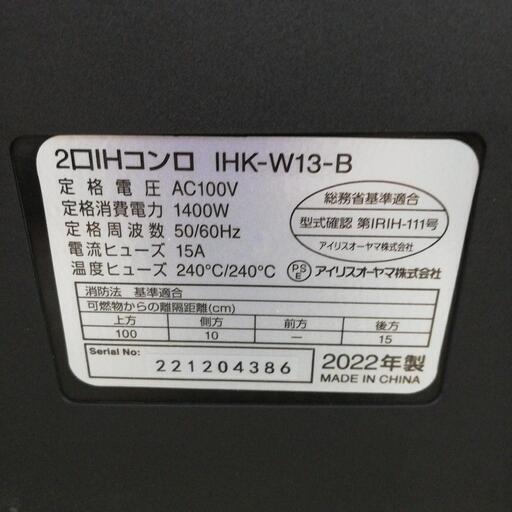 2口IHコンロ IHK-W13-B
定格電圧 AC100V
定格消費電力 1400W
定格周波数 50/60Hz
電流ヒューズ 15A
温度ヒューズ 240°C/240°C
総務省基準適合
型式確認 第IRIH-111号
アイリスオーヤマ株式会社
PSE アイリスオーヤマ株式会社
消防法 基準適合
可燃物からの離隔距離(cm)
上方 側方 前方 後方
100 10 — 15
Serial No: 221204386
2022年製
MADE IN CHINA